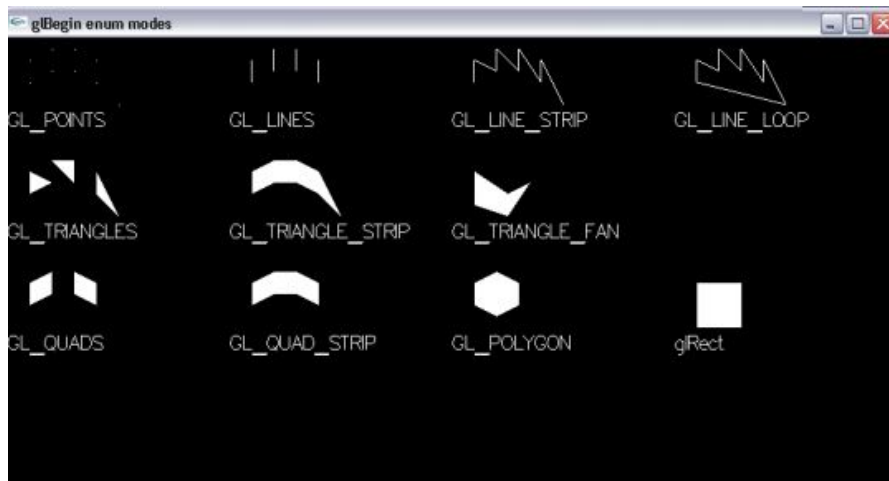 glBegin enum modes
GL_POINTS GL_LINES GL_LINE_STRIP GL_LINE_LOOP
GL_TRIANGLES GL_TRIANGLE_STRIP GL_TRIANGLE_FAN
GL_QUADS GL_QUAD_STRIP GL_POLYGON glRect